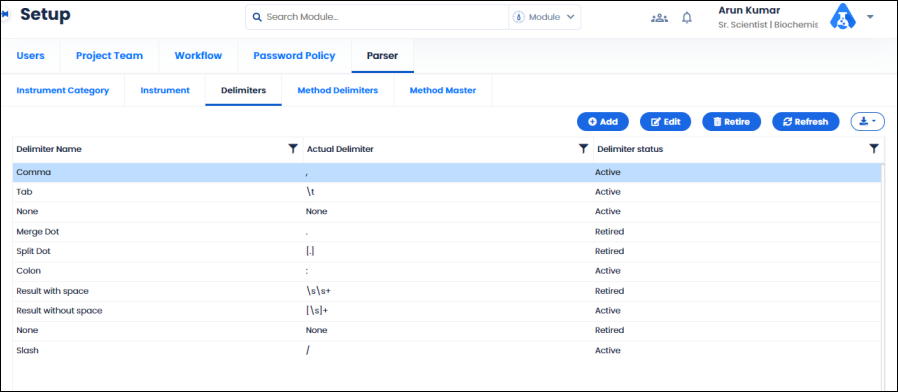 Setup
Search Module...
Module
Arun Kumar
Sr. Scientist | Biochemis
Users Project Team Workflow Password Policy Parser
Instrument Category Instrument Delimiters Method Delimiters Method Master
Add Edit Retire Refresh
Delimiter Name Actual Delimiter Delimiter status
Comma , Active
Tab \t Active
None None Active
Merge Dot . Retired
Split Dot [.] Retired
Colon : Active
Result with space \s\s+ Retired
Result without space [\s]+ Active
None None Retired
Slash / Active